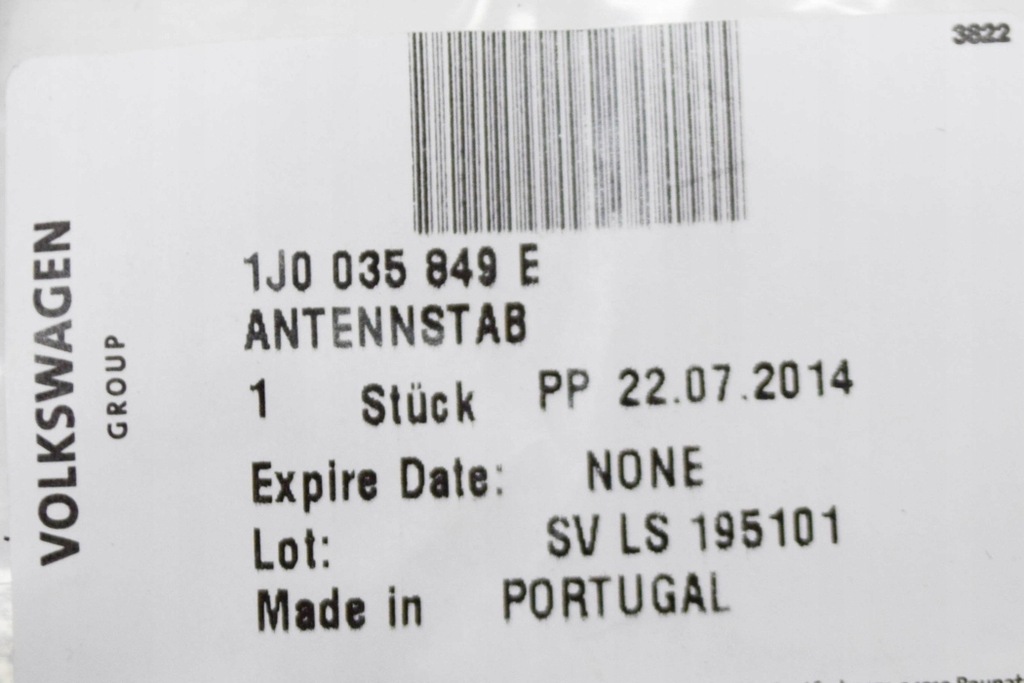 3822
VOLKSWAGEN
GROUP
1J0 035 849 E
ANTENNSTAB
1 Stück PP 22.07.2014
Expire Date: NONE
Lot: SV LS 195101
Made in PORTUGAL